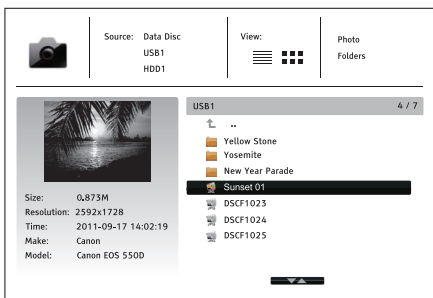 Source: Data Disc
USB1
HDD1
View:
Photo
Folders
USB1 4 / 7
..
Yellow Stone
Yosemite
New Year Parade
Sunset 01
DSCF1023
DSCF1024
DSCF1025
Size: 0.873M
Resolution: 2592x1728
Time: 2011-09-17 14:02:19
Make: Canon
Model: Canon EOS 550D